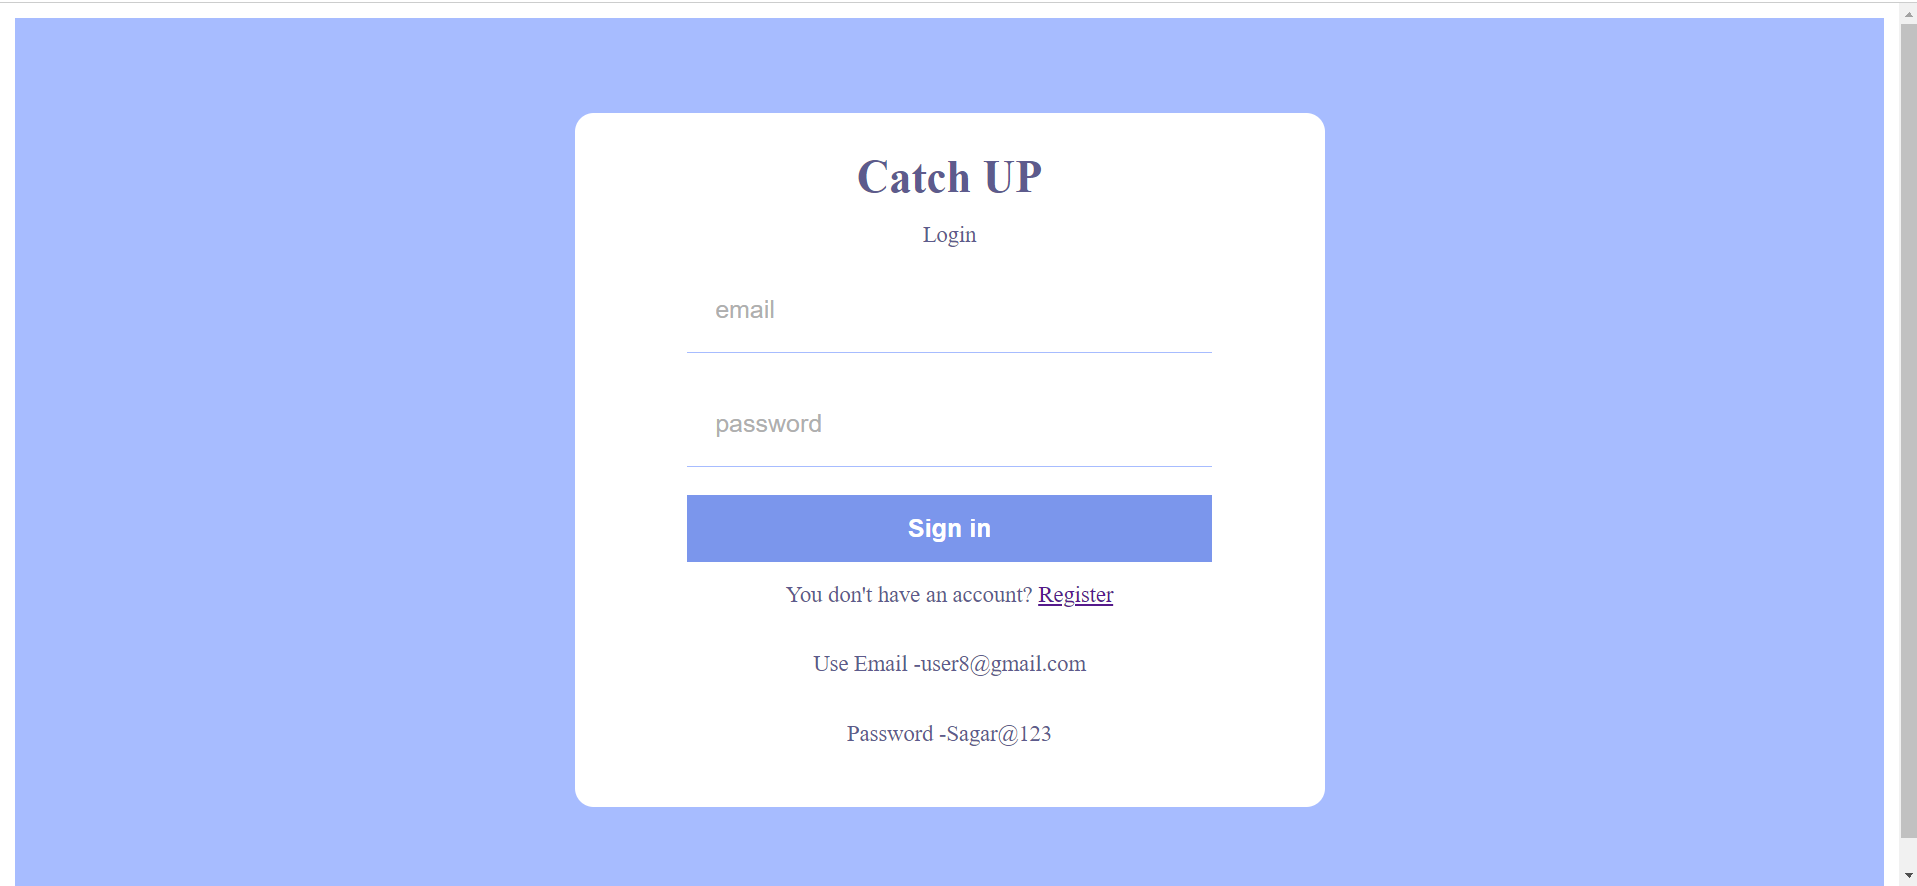 Catch UP
Login
email
password
Sign in
You don't have an account? Register
Use Email -user8@gmail.com
Password -Sagar@123